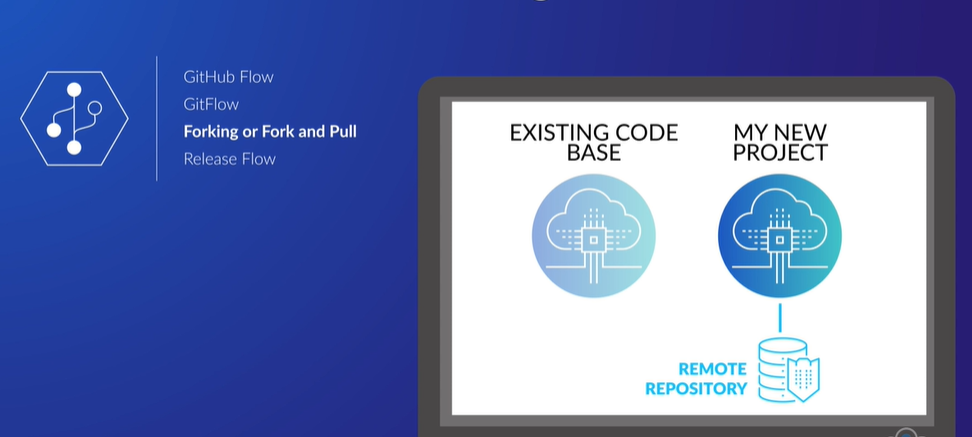 GitHub Flow
GitFlow
Forking or Fork and Pull
Release Flow
EXISTING CODE
BASE
MY NEW
PROJECT
REMOTE
REPOSITORY